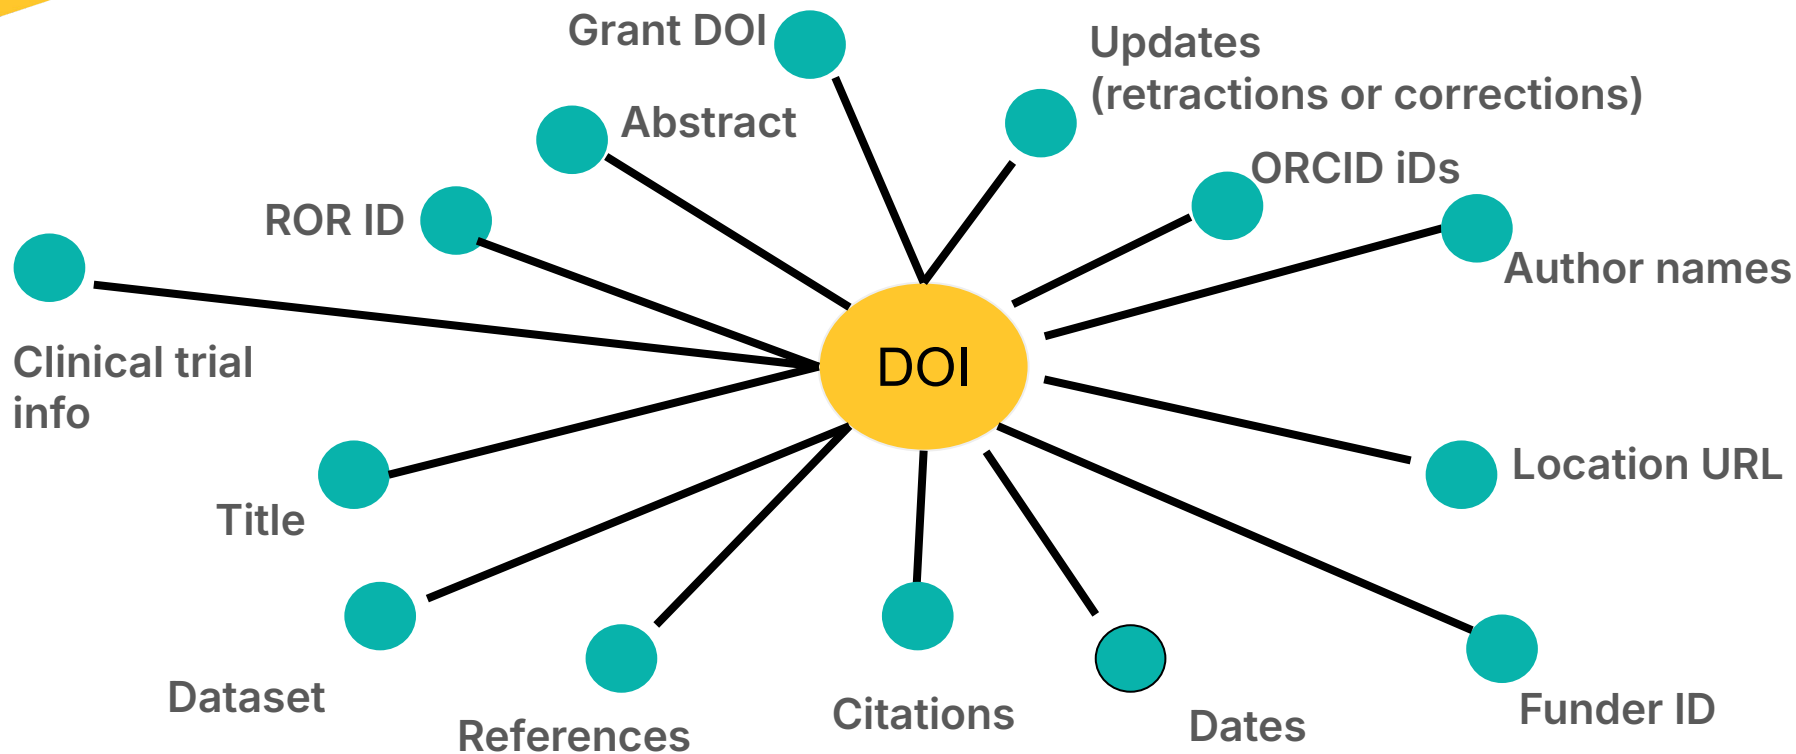 Grant DOI
Updates
(retractions or corrections)
Abstract
ORCID iDs
ROR ID
Author names
Clinical trial
info
DOI
Location URL
Title
Dataset
References
Citations
Dates
Funder ID